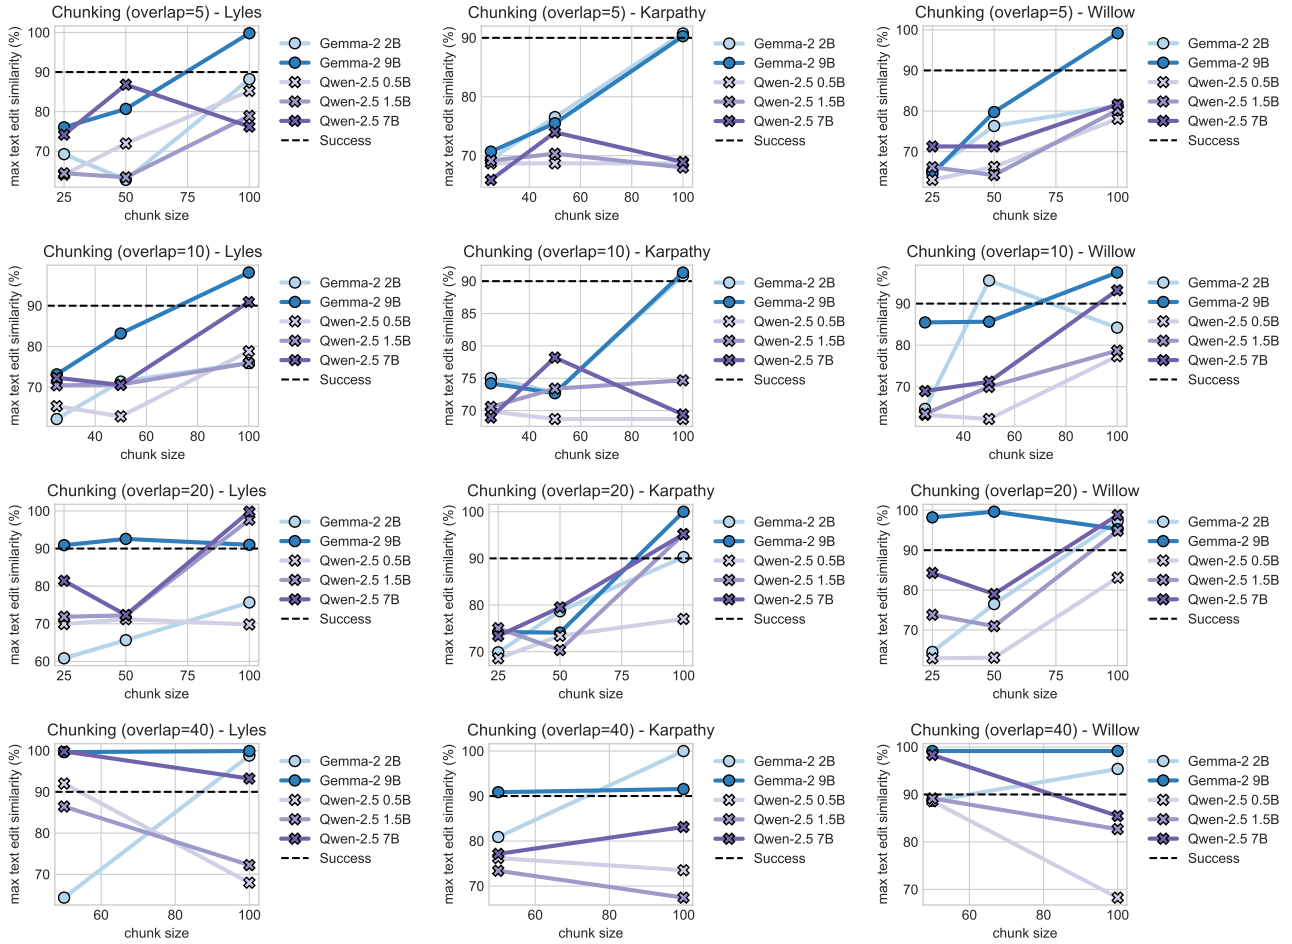 Chunking (overlap=5) - Lyles
max text edit similarity (%)
100
90
80
70
25
50
75
100
chunk size
Gemma-2 2B
Gemma-2 9B
Qwen-2.5 0.5B
Qwen-2.5 1.5B
Qwen-2.5 7B
Success
Chunking (overlap=5) - Karpathy
max text edit similarity (%)
90
80
70
40
60
80
100
chunk size
Gemma-2 2B
Gemma-2 9B
Qwen-2.5 0.5B
Qwen-2.5 1.5B
Qwen-2.5 7B
Success
Chunking (overlap=5) - Willow
max text edit similarity (%)
100
90
80
70
25
50
75
100
chunk size
Gemma-2 2B
Gemma-2 9B
Qwen-2.5 0.5B
Qwen-2.5 1.5B
Qwen-2.5 7B
Success
Chunking (overlap=10) - Lyles
max text edit similarity (%)
90
80
70
40
60
80
100
chunk size
Gemma-2 2B
Gemma-2 9B
Qwen-2.5 0.5B
Qwen-2.5 1.5B
Qwen-2.5 7B
Success
Chunking (overlap=10) - Karpathy
max text edit similarity (%)
90
85
80
75
70
40
60
80
100
chunk size
Gemma-2 2B
Gemma-2 9B
Qwen-2.5 0.5B
Qwen-2.5 1.5B
Qwen-2.5 7B
Success
Chunking (overlap=10) - Willow
max text edit similarity (%)
90
80
70
40
60
80
100
chunk size
Gemma-2 2B
Gemma-2 9B
Qwen-2.5 0.5B
Qwen-2.5 1.5B
Qwen-2.5 7B
Success
Chunking (overlap=20) - Lyles
max text edit similarity (%)
100
90
80
70
60
25
50
75
100
chunk size
Gemma-2 2B
Gemma-2 9B
Qwen-2.5 0.5B
Qwen-2.5 1.5B
Qwen-2.5 7B
Success
Chunking (overlap=20) - Karpathy
max text edit similarity (%)
100
90
80
70
25
50
75
100
chunk size
Gemma-2 2B
Gemma-2 9B
Qwen-2.5 0.5B
Qwen-2.5 1.5B
Qwen-2.5 7B
Success
Chunking (overlap=20) - Willow
max text edit similarity (%)
100
90
80
70
25
50
75
100
chunk size
Gemma-2 2B
Gemma-2 9B
Qwen-2.5 0.5B
Qwen-2.5 1.5B
Qwen-2.5 7B
Success
Chunking (overlap=40) - Lyles
max text edit similarity (%)
100
90
80
70
60
80
100
chunk size
Gemma-2 2B
Gemma-2 9B
Qwen-2.5 0.5B
Qwen-2.5 1.5B
Qwen-2.5 7B
Success
Chunking (overlap=40) - Karpathy
max text edit similarity (%)
100
90
80
70
60
80
100
chunk size
Gemma-2 2B
Gemma-2 9B
Qwen-2.5 0.5B
Qwen-2.5 1.5B
Qwen-2.5 7B
Success
Chunking (overlap=40) - Willow
max text edit similarity (%)
100
90
80
70
60
80
100
chunk size
Gemma-2 2B
Gemma-2 9B
Qwen-2.5 0.5B
Qwen-2.5 1.5B
Qwen-2.5 7B
Success